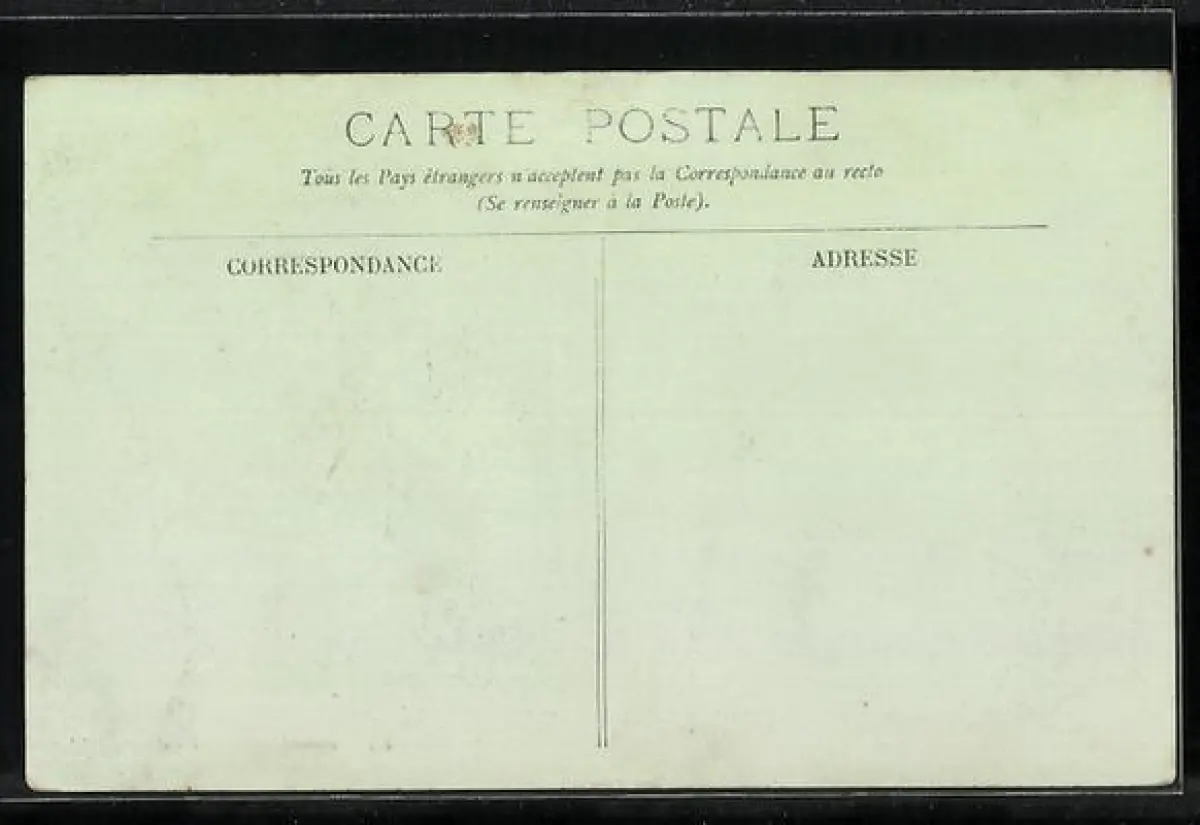 CARTE POSTALE
Tous les Pays étrangers n'acceptent pas la Correspondance au recto
(Se renseigner à la Poste).
CORRESPONDANCE
ADRESSE